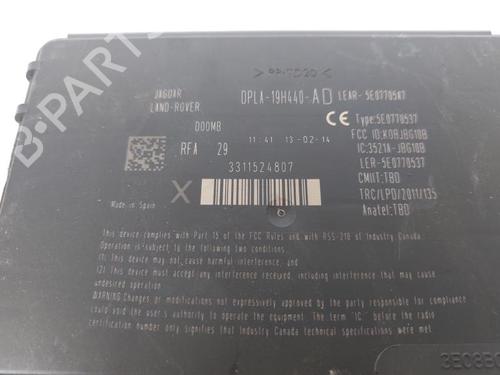 >PP/TD20<
JAGUAR
LAND-ROVER
DPLA-19H440-AD LEAR- 5E0770587
CE Type:5E0770537
D00MB
FCC ID:KOBJBG10B
11:41 13-02-14
IC:3521A-JBG10B
RFA 29
LER-5E0770537
3311524807
CMIIT:TBD
X
TRC/LPD/2011/135
Made in Spain
Anatel:TBD
6
This device complies with Part 15 of the FCC Rules and with RSS-210 of Industry Canada
Operation is subject to the following two conditions.
(1) This device may not cause harmful interference, and
(2) This device must accept any interference received, including interference that may cause
undesired operation
WARNING Changes or modifications not expressively approved by the party responsible for compliance
could void the user's authority to operate the equipment. The term "IC" before the radio
certification number only signifies that Industry Canada technical specifications were met
B-PARTS